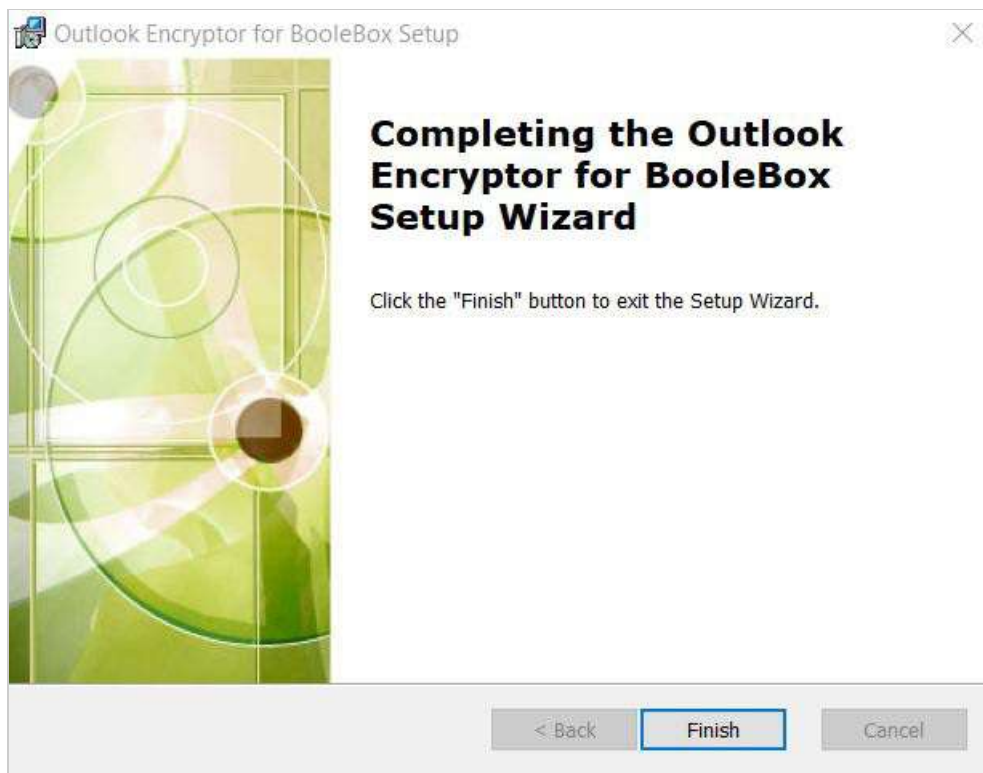 Outlook Encryptor for BooleBox Setup
Completing the Outlook
Encryptor for BooleBox
Setup Wizard
Click the "Finish" button to exit the Setup Wizard.
< Back Finish Cancel